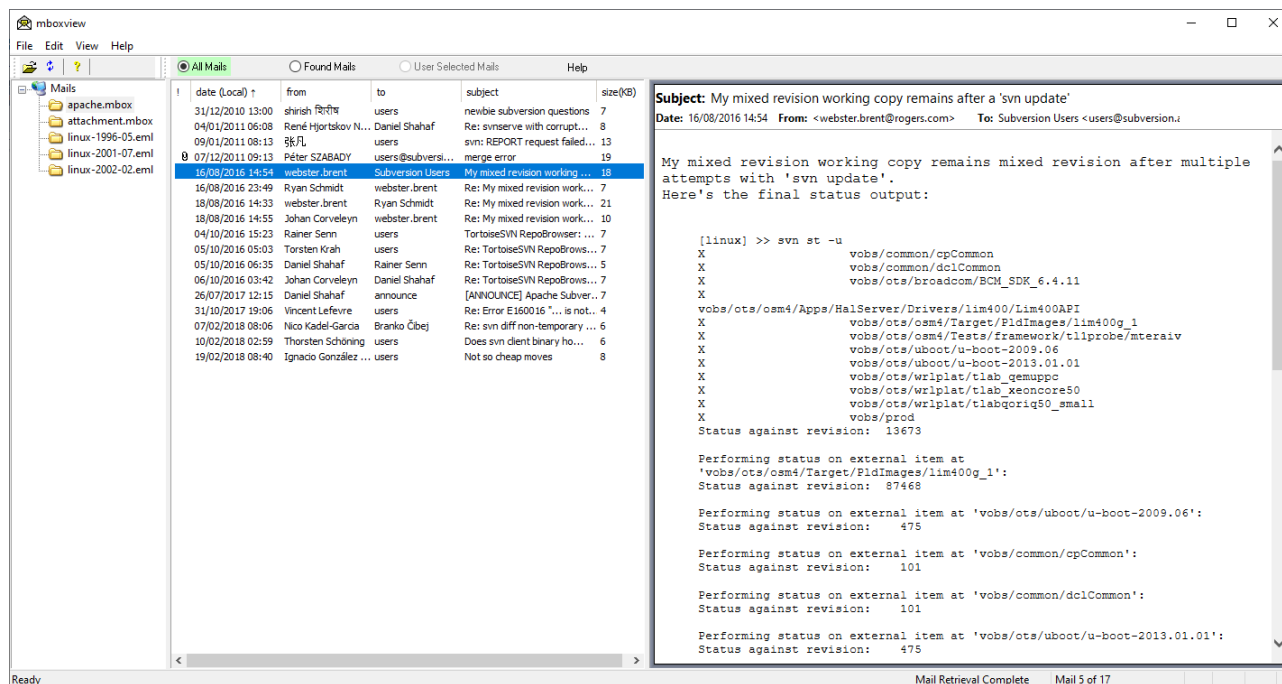 mboxview
File Edit View Help
All Mails Found Mails User Selected Mails Help
Mails
apache.mbox
attachment.mbox
linux-1996-05.eml
linux-2001-07.eml
linux-2002-02.eml
! date (Local) ↑ from to subject size(KB)
31/12/2010 13:00 shirish शिरीष users newbie subversion questions 7
04/01/2011 06:08 René Hjortskov N... Daniel Shahaf Re: svnserve with corrupt... 8
09/01/2011 08:13 张凡 users svn: REPORT request failed... 13
07/12/2011 09:13 Péter SZABADY users@subversi... merge error 19
16/08/2016 14:54 webster.brent Subversion Users My mixed revision working ... 18
16/08/2016 23:49 Ryan Schmidt webster.brent Re: My mixed revision work... 7
18/08/2016 14:33 webster.brent Ryan Schmidt Re: My mixed revision work... 21
18/08/2016 14:55 Johan Corveleyn webster.brent Re: My mixed revision work... 10
04/10/2016 15:23 Rainer Senn users TortoiseSVN RepoBrowser: ... 7
05/10/2016 05:03 Torsten Krah users Re: TortoiseSVN RepoBrows... 7
05/10/2016 06:35 Daniel Shahaf Rainer Senn Re: TortoiseSVN RepoBrows... 5
06/10/2016 03:42 Johan Corveleyn Daniel Shahaf Re: TortoiseSVN RepoBrows... 7
26/07/2017 12:15 Daniel Shahaf announce [ANNOUNCE] Apache Subver... 7
31/10/2017 19:06 Vincent Lefevre users Re: Error E160016 "... is not... 4
07/02/2018 08:06 Nico Kadel-Garcia Branko Čibej Re: svn diff non-temporary ... 6
10/02/2018 02:59 Thorsten Schöning users Does svn client binary ho... 6
19/02/2018 08:40 Ignacio González ... users Not so cheap moves 8
Subject: My mixed revision working copy remains after a 'svn update'
Date: 16/08/2016 14:54 From: <webster.brent@rogers.com> To: Subversion Users <users@subversion.a
My mixed revision working copy remains mixed revision after multiple
attempts with 'svn update'.
Here's the final status output:
[linux] >> svn st -u
X vobs/common/cpCommon
X vobs/common/dclCommon
X vobs/ots/broadcom/BCM_SDK_6.4.11
X
vobs/ots/osm4/Apps/HalServer/Drivers/lim400/Lim400API
X vobs/ots/osm4/Target/PldImages/lim400g_1
X vobs/ots/osm4/Tests/framework/tl1probe/mteraiv
X vobs/ots/uboot/u-boot-2009.06
X vobs/ots/uboot/u-boot-2013.01.01
X vobs/ots/wrlplat/tlab_qemuppc
X vobs/ots/wrlplat/tlab_xeoncore50
X vobs/ots/wrlplat/tlabqoriq50_small
X vobs/prod
Status against revision: 13673
Performing status on external item at
'vobs/ots/osm4/Target/PldImages/lim400g_1':
Status against revision: 87468
Performing status on external item at 'vobs/ots/uboot/u-boot-2009.06':
Status against revision: 475
Performing status on external item at 'vobs/common/cpCommon':
Status against revision: 101
Performing status on external item at 'vobs/common/dclCommon':
Status against revision: 101
Performing status on external item at 'vobs/ots/uboot/u-boot-2013.01.01':
Status against revision: 475
Ready Mail Retrieval Complete Mail 5 of 17